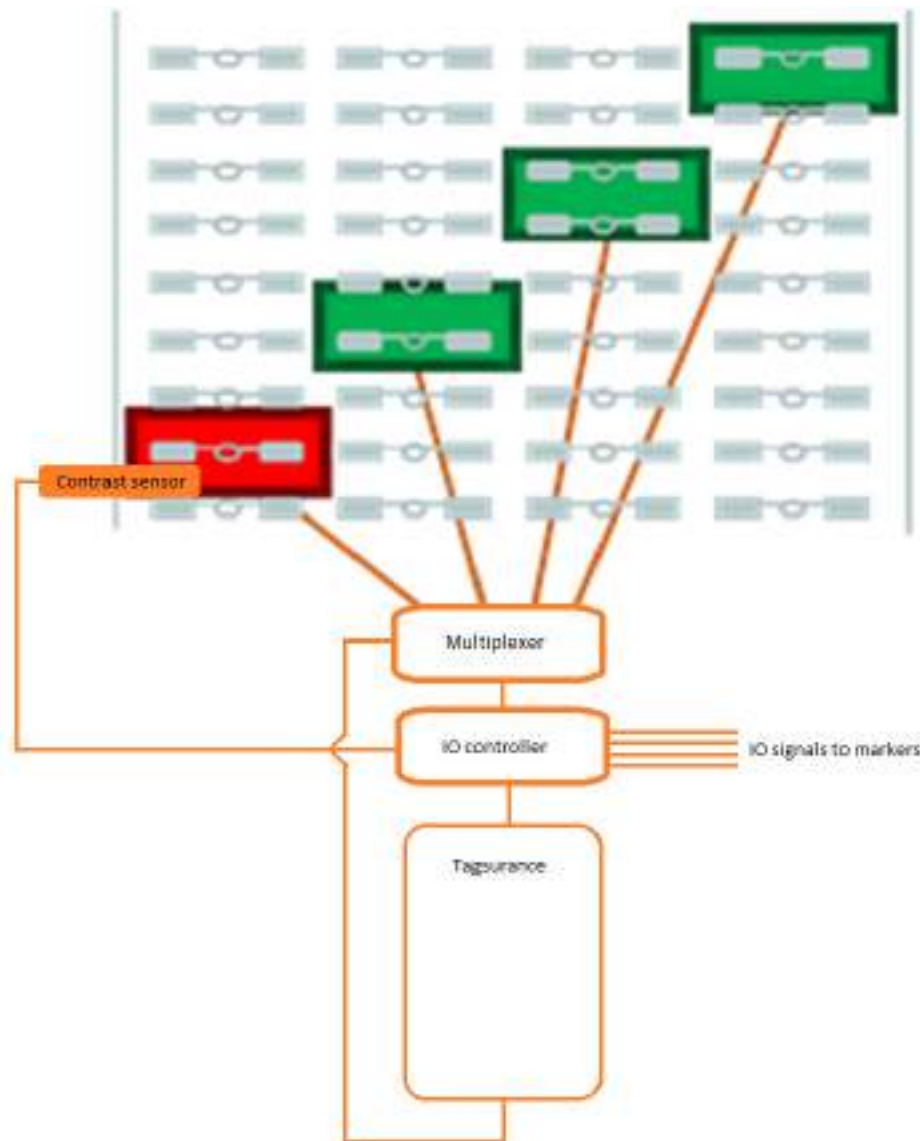 Contrast sensor
Multiplexer
IO controller
IO signals to markers
Tagsurance